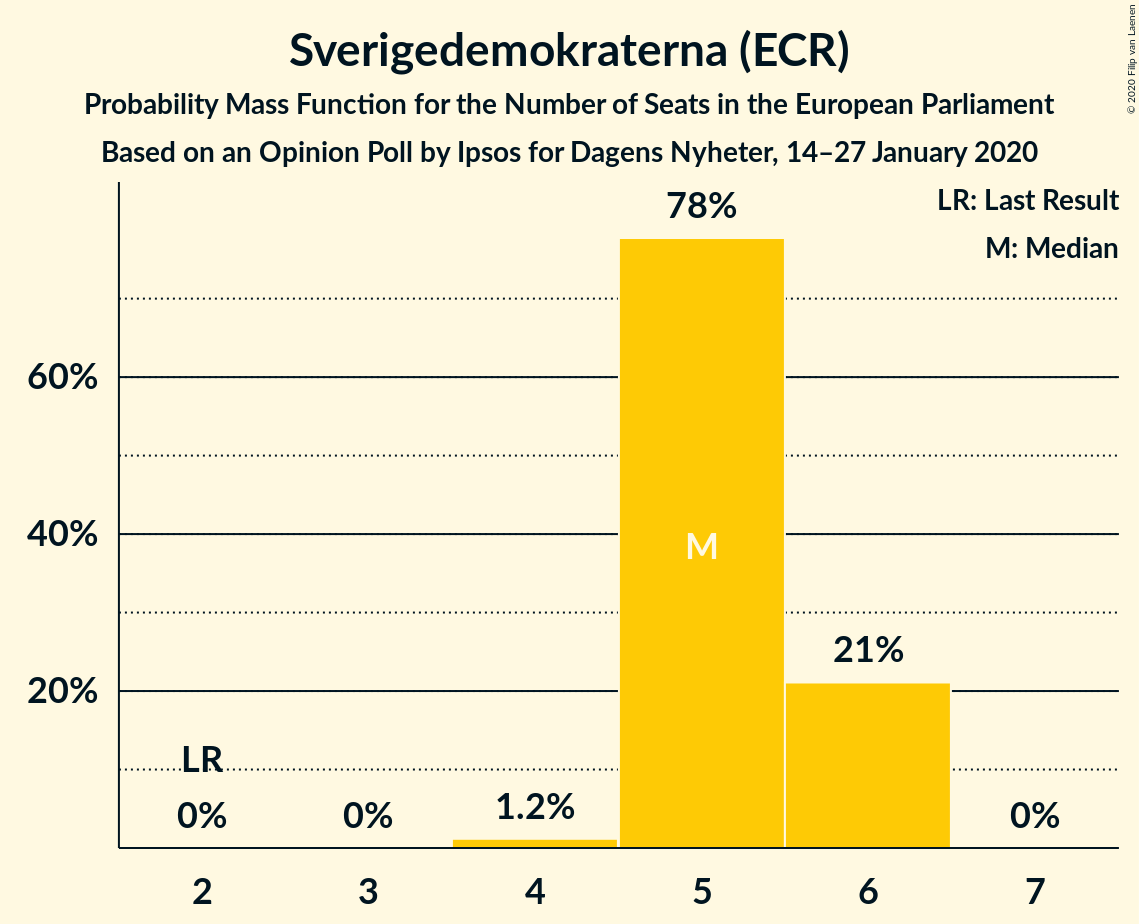 Sverigedemokraterna (ECR)
Probability Mass Function for the Number of Seats in the European Parliament
Based on an Opinion Poll by Ipsos for Dagens Nyheter, 14–27 January 2020
© 2020 Filip van Laenen
LR: Last Result
M: Median
78%
60%
40%
M
21%
20%
LR
0%
0%
1.2%
0%
2
3
4
5
6
7